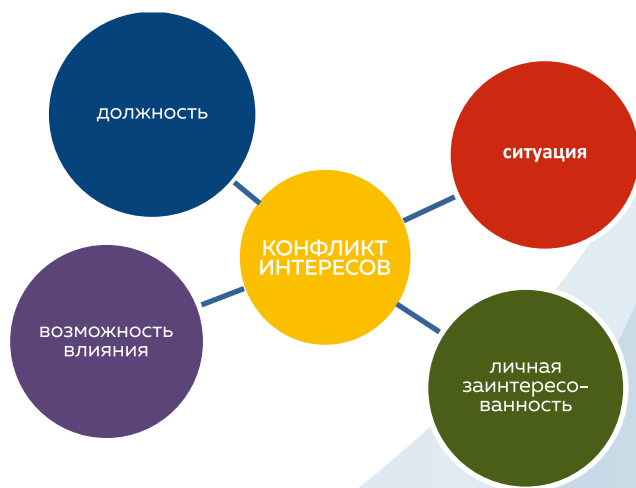 ДОЛЖНОСТЬ
ситуация
КОНФЛИКТ
ИНТЕРЕСОВ
ВОЗМОЖНОСТЬ
ВЛИЯНИЯ
ЛИЧНАЯ
ЗАИНТЕРЕСО-
ВАННОСТЬ